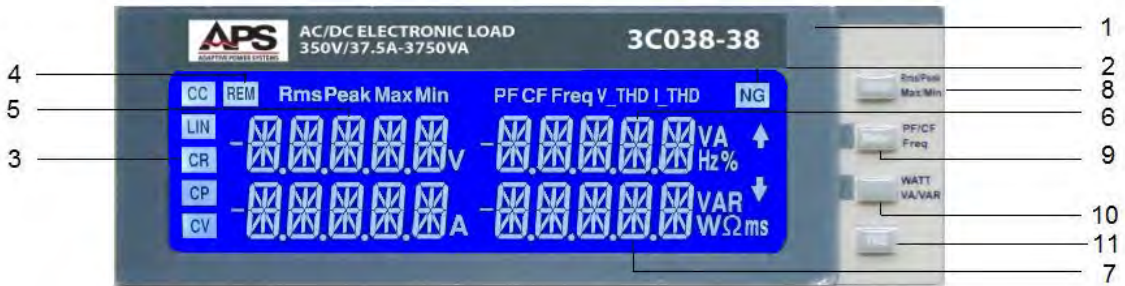 APS
ADAPTIVE POWER SYSTEMS
AC/DC ELECTRONIC LOAD
350V/37.5A-3750VA
3C038-38
1
2
4
CC REM Rms Peak Max Min PF CF Freq V_THD I_THD NG
Rms/Peak
Max/Min
8
5
6
LIN
V
VA
Hz%
PF/CF
Freq
9
3
CR
CP
CV
A
VAR
WΩms
WATT
VA/VAR
10
11
7